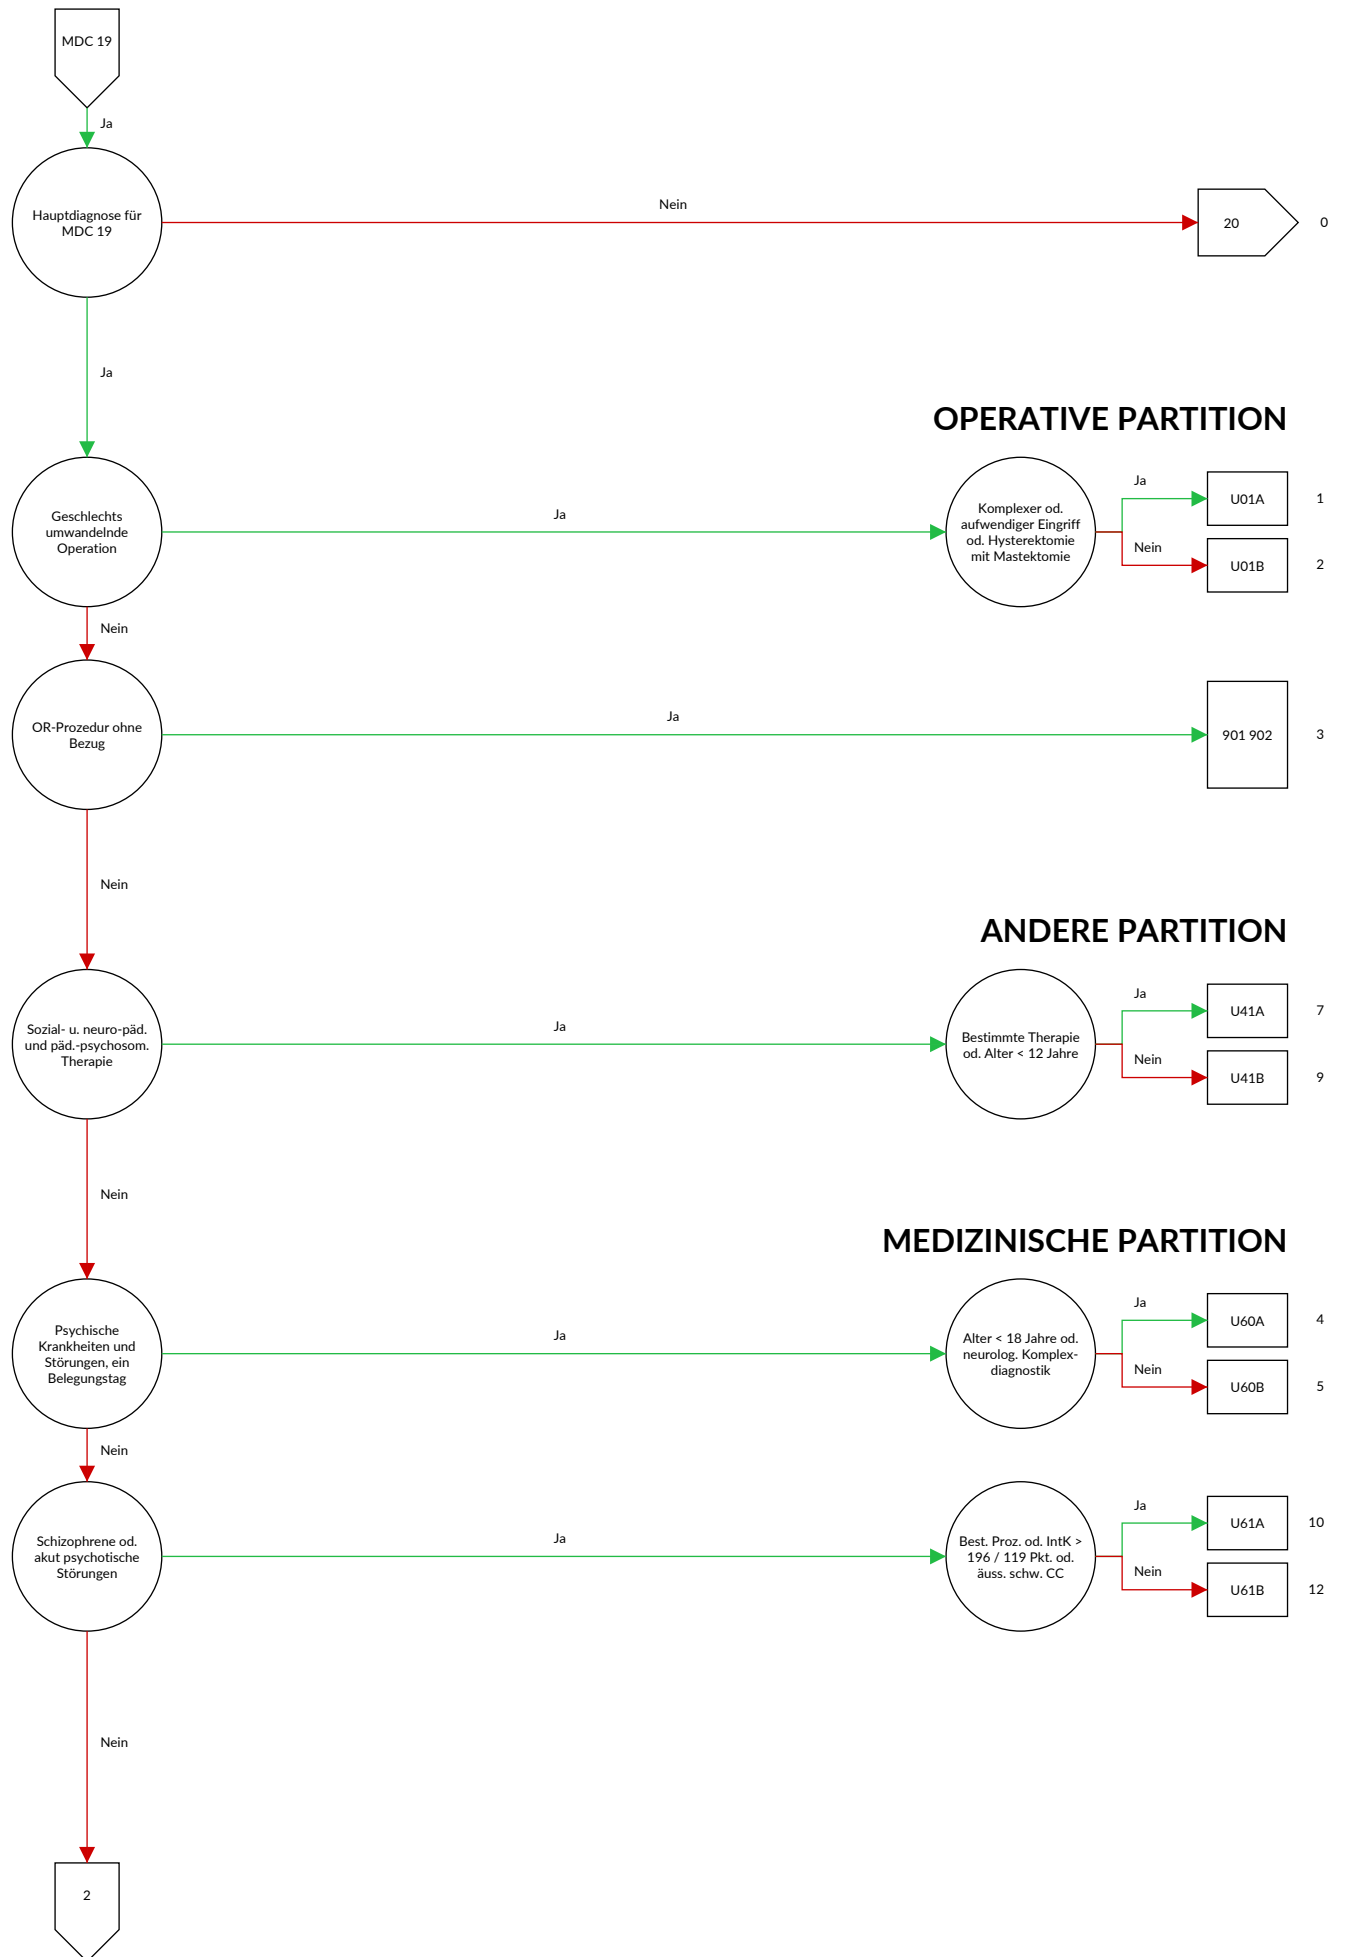 MDC 19
Ja
Hauptdiagnose für
MDC 19
Nein
20
0
Ja
OPERATIVE PARTITION
Geschlechts
umwandelnde
Operation
Ja
Komplexer od.
aufwendiger Eingriff
od. Hysterektomie
mit Mastektomie
Ja
U01A
1
Nein
U01B
2
Nein
OR-Prozedur ohne
Bezug
Ja
901 902
3
Nein
ANDERE PARTITION
Sozial- u. neuro-päd.
und päd.-psychosom.
Therapie
Ja
Bestimmte Therapie
od. Alter < 12 Jahre
Ja
U41A
7
Nein
U41B
9
Nein
MEDIZINISCHE PARTITION
Psychische
Krankheiten und
Störungen, ein
Belegungstag
Ja
Alter < 18 Jahre od.
neurolog. Komplex-
diagnostik
Ja
U60A
4
Nein
U60B
5
Nein
Schizophrene od.
akut psychotische
Störungen
Ja
Best. Proz. od. IntK >
196 / 119 Pkt. od.
äuss. schw. CC
Ja
U61A
10
Nein
U61B
12
Nein
2